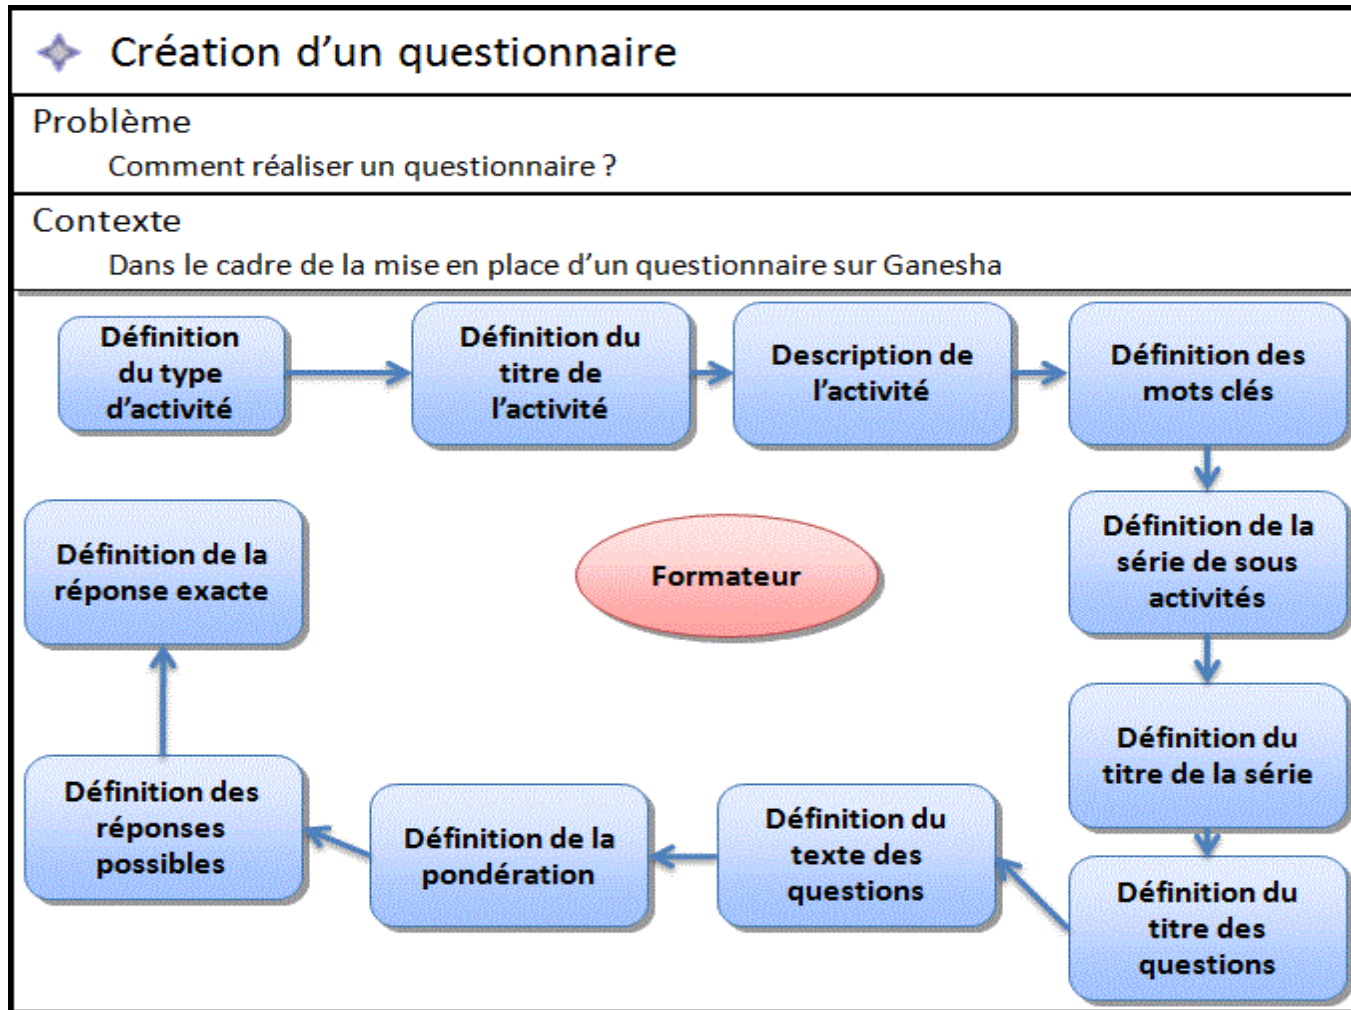 Création d’un questionnaire
Problème
Comment réaliser un questionnaire ?
Contexte
Dans le cadre de la mise en place d’un questionnaire sur Ganesha
Définition
du type
d’activité
Définition du
titre de
l’activité
Description de
l’activité
Définition des
mots clés
Définition de la
série de sous
activités
Définition du
titre de la série
Définition du
titre des
questions
Définition du
texte des
questions
Définition de la
pondération
Définition des
réponses
possibles
Définition de la
réponse exacte
Formateur